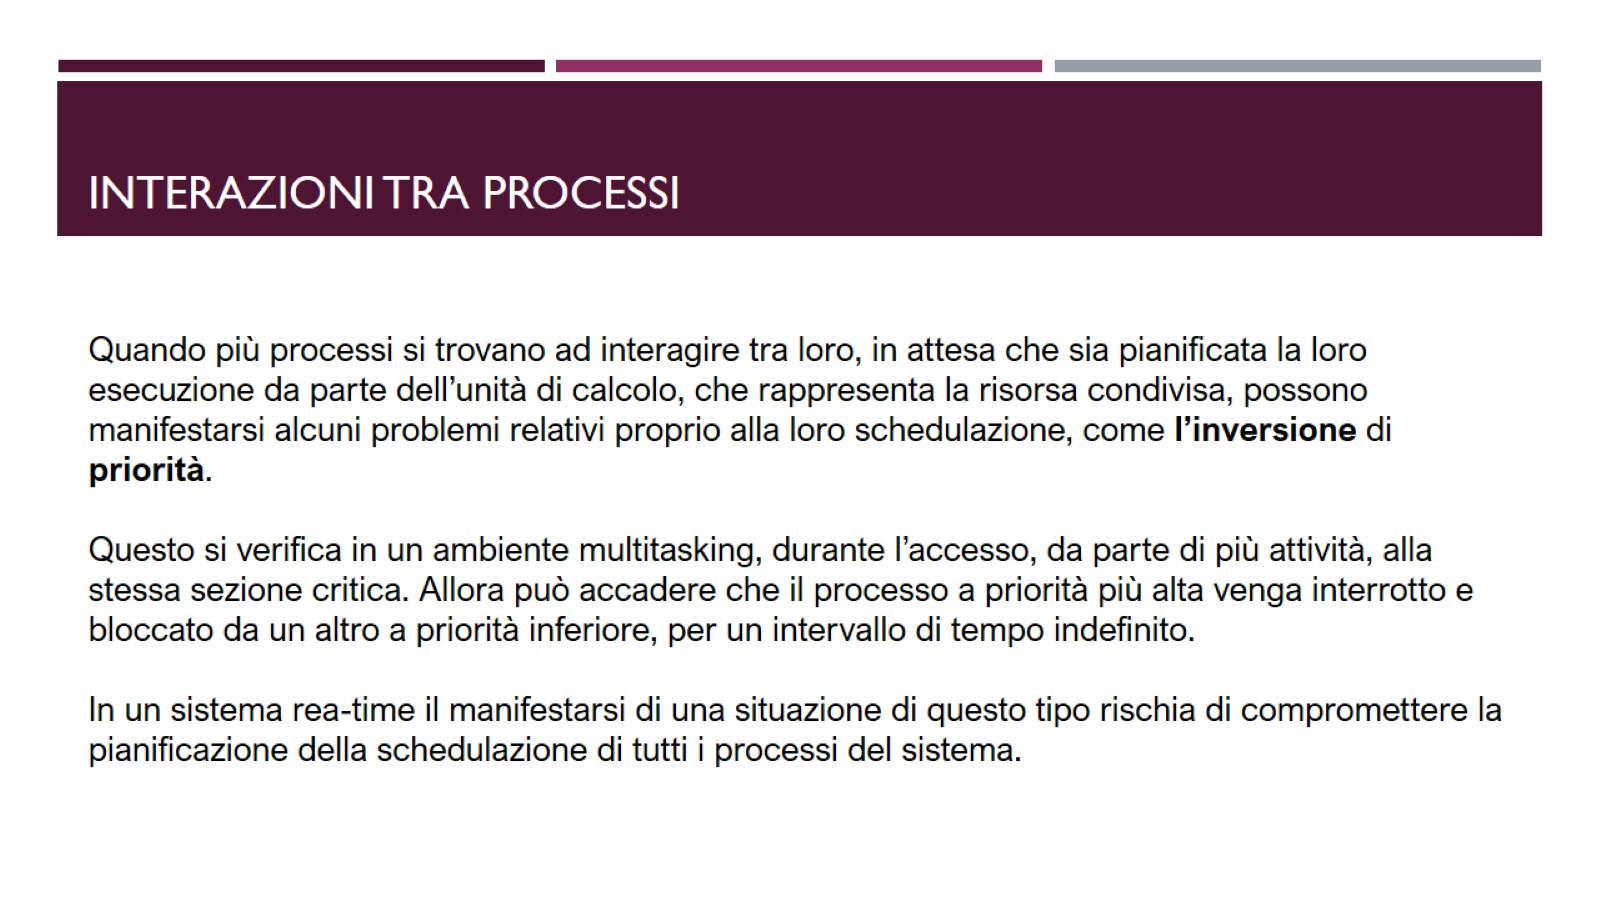 INTERAZIONI TRA PROCESSI
Quando più processi si trovano ad interagire tra loro, in attesa che sia pianificata la loro
esecuzione da parte dell’unità di calcolo, che rappresenta la risorsa condivisa, possono
manifestarsi alcuni problemi relativi proprio alla loro schedulazione, come l’inversione di
priorità.
Questo si verifica in un ambiente multitasking, durante l’accesso, da parte di più attività, alla
stessa sezione critica. Allora può accadere che il processo a priorità più alta venga interrotto e
bloccato da un altro a priorità inferiore, per un intervallo di tempo indefinito.
In un sistema rea-time il manifestarsi di una situazione di questo tipo rischia di compromettere la
pianificazione della schedulazione di tutti i processi del sistema.